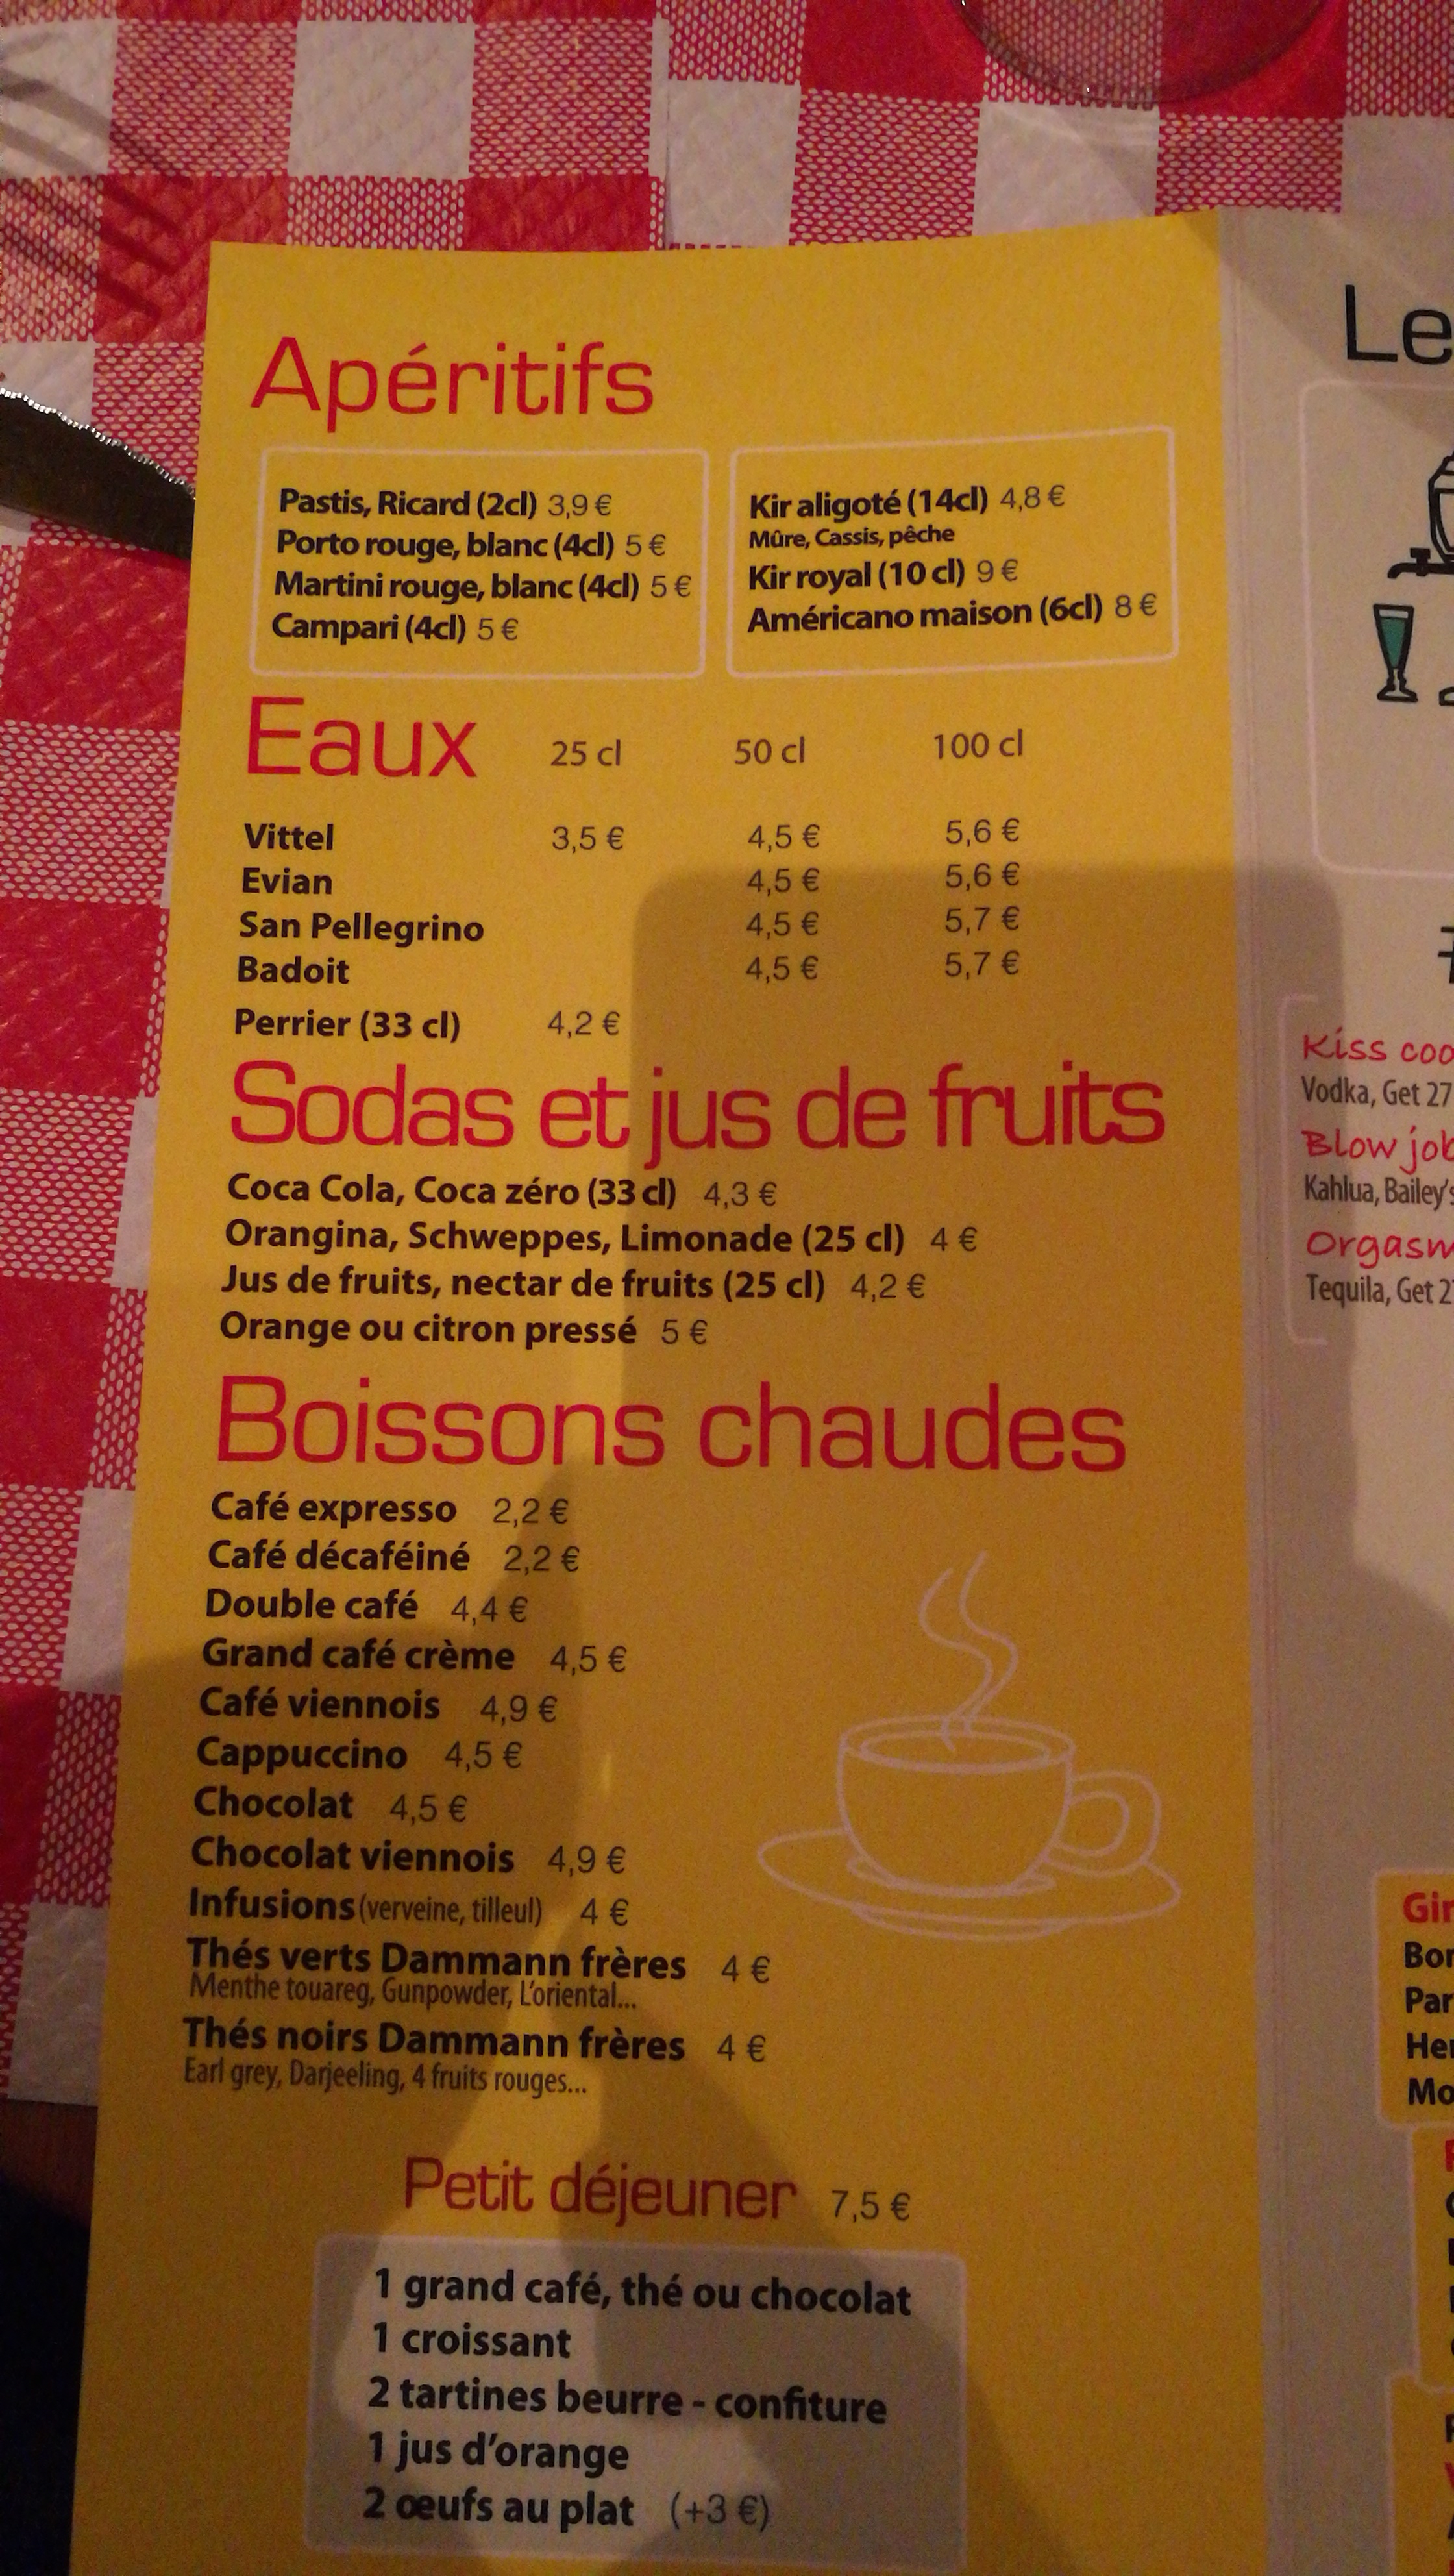 Apéritifs
Pastis, Ricard (2cl) 3,9 €
Porto rouge, blanc (4cl) 5 €
Martini rouge, blanc (4cl) 5 €
Campari (4cl) 5 €
Kir aligoté (14cl) 4,8 €
Mûre, Cassis, pêche
Kir royal (10 cl) 9 €
Américano maison (6cl) 8 €
Eaux 25 cl 50 cl 100 cl
Vittel 3,5 € 4,5 € 5,6 €
Evian 4,5 € 5,6 €
San Pellegrino 4,5 € 5,7 €
Badoit 4,5 € 5,7 €
Perrier (33 cl) 4,2 €
Sodas et jus de fruits
Coca Cola, Coca zéro (33 cl) 4,3 €
Orangina, Schweppes, Limonade (25 cl) 4 €
Jus de fruits, nectar de fruits (25 cl) 4,2 €
Orange ou citron pressé 5 €
Boissons chaudes
Café expresso 2,2 €
Café décaféiné 2,2 €
Double café 4,4 €
Grand café crème 4,5 €
Café viennois 4,9 €
Cappuccino 4,5 €
Chocolat 4,5 €
Chocolat viennois 4,9 €
Infusions (verveine, tilleul) 4 €
Thés verts Dammann frères 4 €
Menthe touareg, Gunpowder, L'oriental...
Thés noirs Dammann frères 4 €
Earl grey, Darjeeling, 4 fruits rouges...
Petit déjeuner 7,5 €
1 grand café, thé ou chocolat
1 croissant
2 tartines beurre - confiture
1 jus d'orange
2 œufs au plat (+3 €)
Le
Kiss coo
Vodka, Get 27
Blow job
Kahlua, Bailey's
Orgasm
Tequila, Get 2
Gir
Bor
Par
Her
Mo